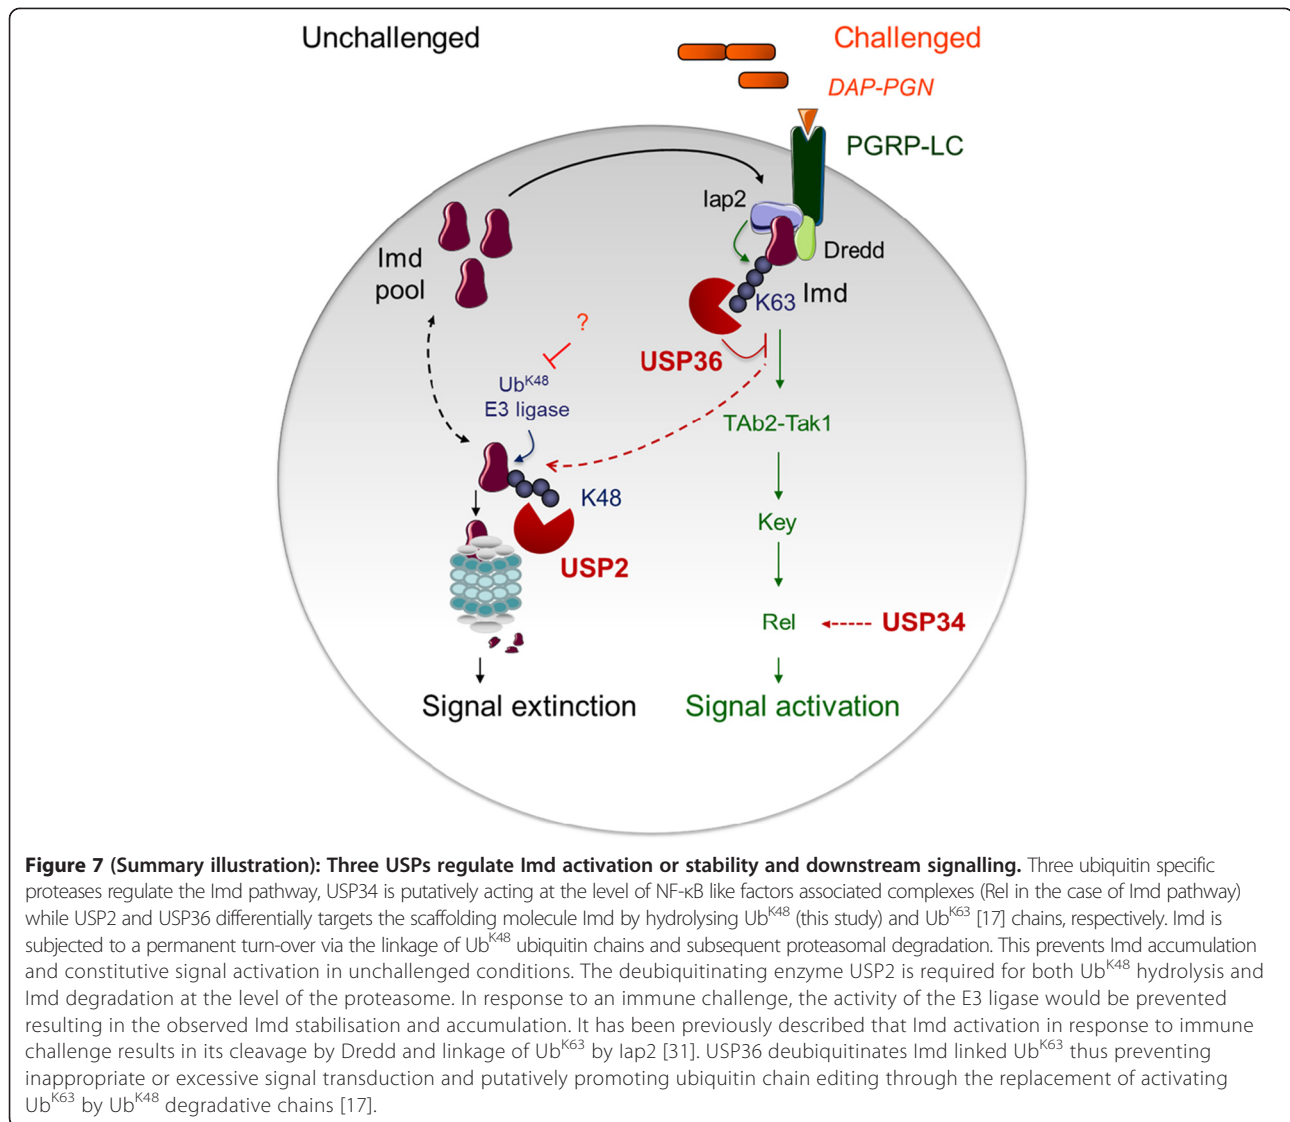 Unchallenged
Challenged
DAP-PGN
PGRP-LC
Iap2
Dredd
Imd
pool
K63
Imd
?
USP36
Ub^K48
E3 ligase
TAb2-Tak1
K48
Key
USP2
Rel
USP34
Signal extinction
Signal activation
Figure 7 (Summary illustration): Three USPs regulate Imd activation or stability and downstream signalling. Three ubiquitin specific
proteases regulate the Imd pathway, USP34 is putatively acting at the level of NF-κB like factors associated complexes (Rel in the case of Imd pathway)
while USP2 and USP36 differentially targets the scaffolding molecule Imd by hydrolysing Ub^K48 (this study) and Ub^K63 [17] chains, respectively. Imd is
subjected to a permanent turn-over via the linkage of Ub^K48 ubiquitin chains and subsequent proteasomal degradation. This prevents Imd accumulation
and constitutive signal activation in unchallenged conditions. The deubiquitinating enzyme USP2 is required for both Ub^K48 hydrolysis and
Imd degradation at the level of the proteasome. In response to an immune challenge, the activity of the E3 ligase would be prevented
resulting in the observed Imd stabilisation and accumulation. It has been previously described that Imd activation in response to immune
challenge results in its cleavage by Dredd and linkage of Ub^K63 by Iap2 [31]. USP36 deubiquitinates Imd linked Ub^K63 thus preventing
inappropriate or excessive signal transduction and putatively promoting ubiquitin chain editing through the replacement of activating
Ub^K63 by Ub^K48 degradative chains [17].